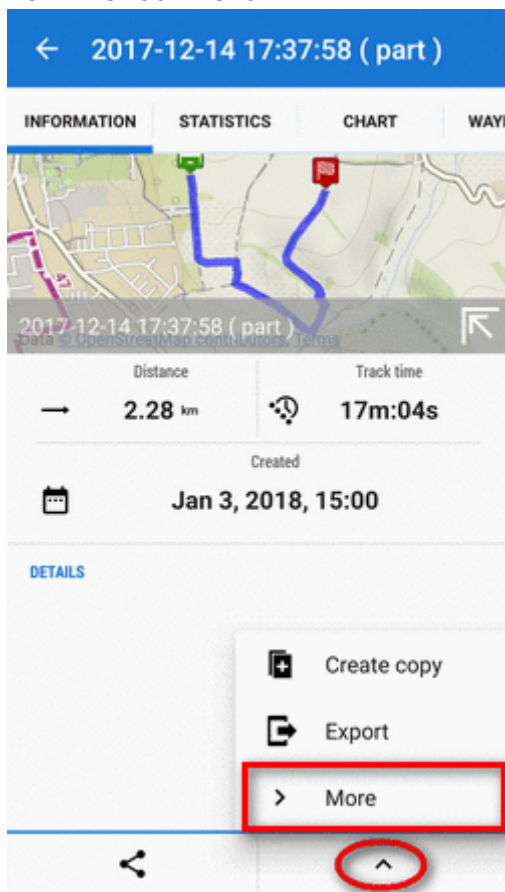 2017-12-14 17:37:58 ( part )
INFORMATION STATISTICS CHART WAY
47
2017-12-14 17:37:58 ( part )
Data © OpenStreetMap contributors, Terms
Distance Track time
2.28 km 17m:04s
Created
Jan 3, 2018, 15:00
DETAILS
Create copy
Export
More